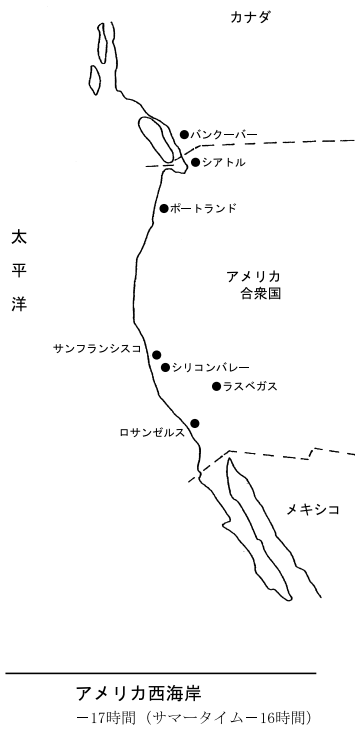 カナダ
バンクーバー
シアトル
ポートランド
太平洋
アメリカ
合衆国
サンフランシスコ
シリコンバレー
ラスベガス
ロサンゼルス
メキシコ
アメリカ西海岸
−17時間（サマータイム−16時間）